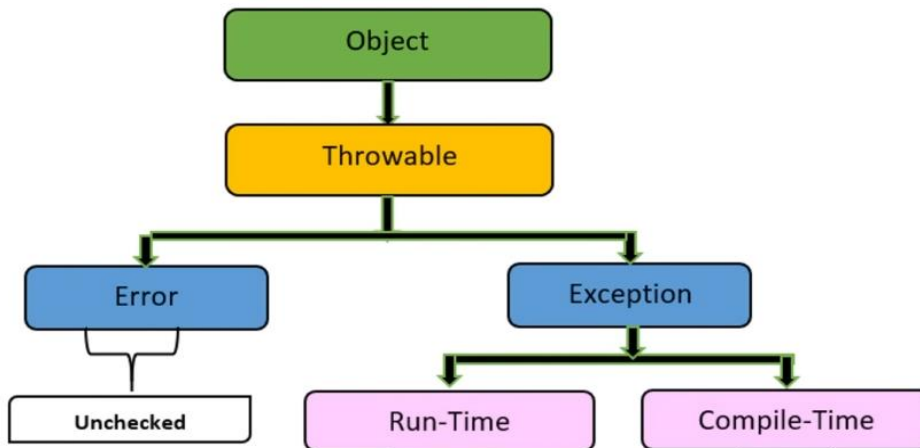 Object
Throwable
Error
Exception
Unchecked
Run-Time
Compile-Time